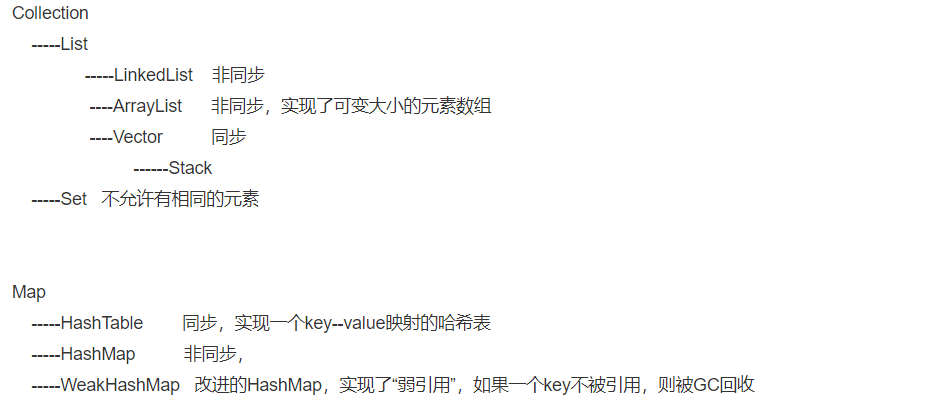 Collection
-----List
-----LinkedList 非同步
----ArrayList 非同步，实现了可变大小的元素数组
----Vector 同步
------Stack
-----Set 不允许有相同的元素
Map
-----HashTable 同步，实现一个key--value映射的哈希表
-----HashMap 非同步，
-----WeakHashMap 改进的HashMap，实现了“弱引用”，如果一个key不被引用，则被GC回收